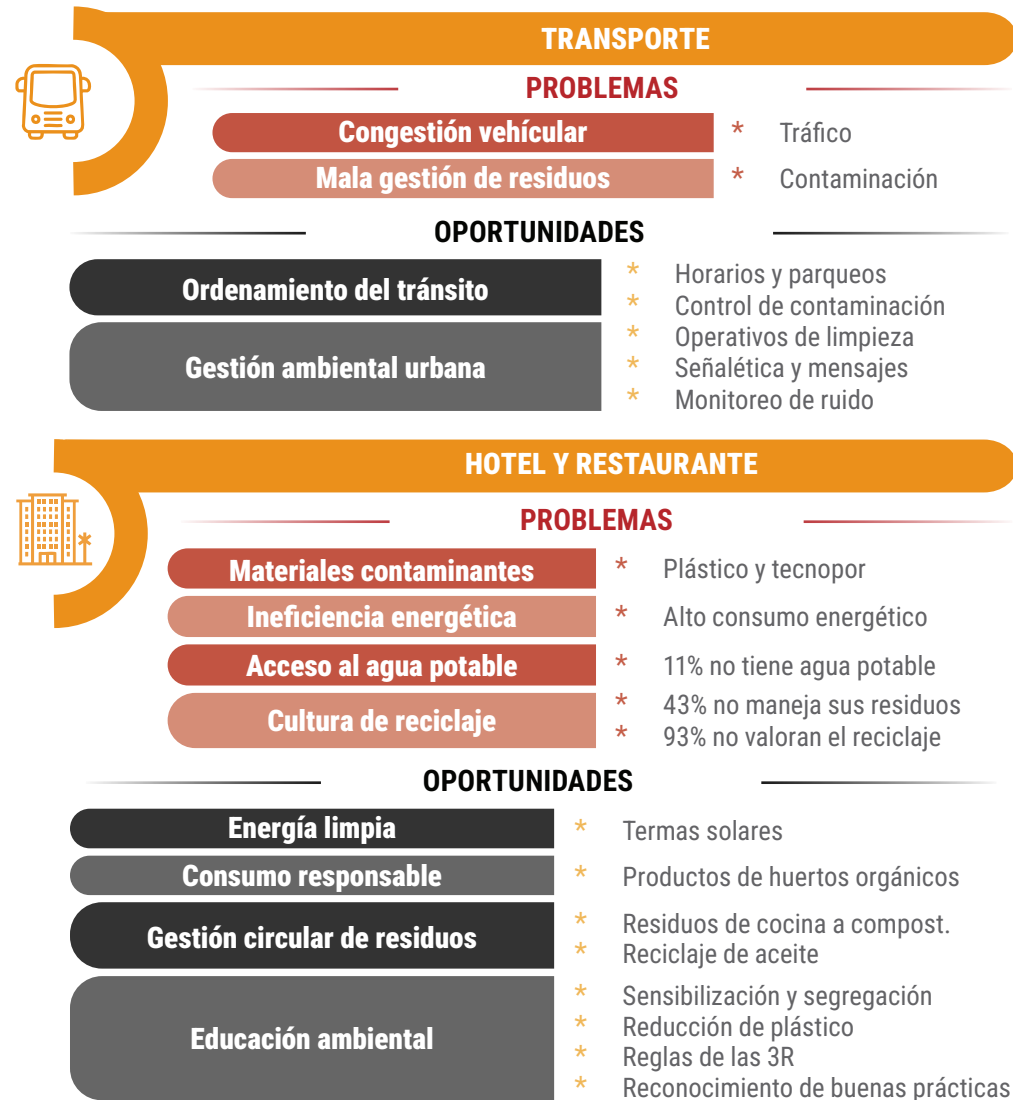 TRANSPORTE
PROBLEMAS
Congestión vehícular * Tráfico
Mala gestión de residuos * Contaminación
OPORTUNIDADES
Ordenamiento del tránsito
* Horarios y parqueos
* Control de contaminación
Gestión ambiental urbana
* Operativos de limpieza
* Señalética y mensajes
* Monitoreo de ruido
HOTEL Y RESTAURANTE
PROBLEMAS
Materiales contaminantes * Plástico y tecnopor
Ineficiencia energética * Alto consumo energético
Acceso al agua potable * 11% no tiene agua potable
Cultura de reciclaje
* 43% no maneja sus residuos
* 93% no valoran el reciclaje
OPORTUNIDADES
Energía limpia * Termas solares
Consumo responsable * Productos de huertos orgánicos
Gestión circular de residuos
* Residuos de cocina a compost.
* Reciclaje de aceite
Educación ambiental
* Sensibilización y segregación
* Reducción de plástico
* Reglas de las 3R
* Reconocimiento de buenas prácticas